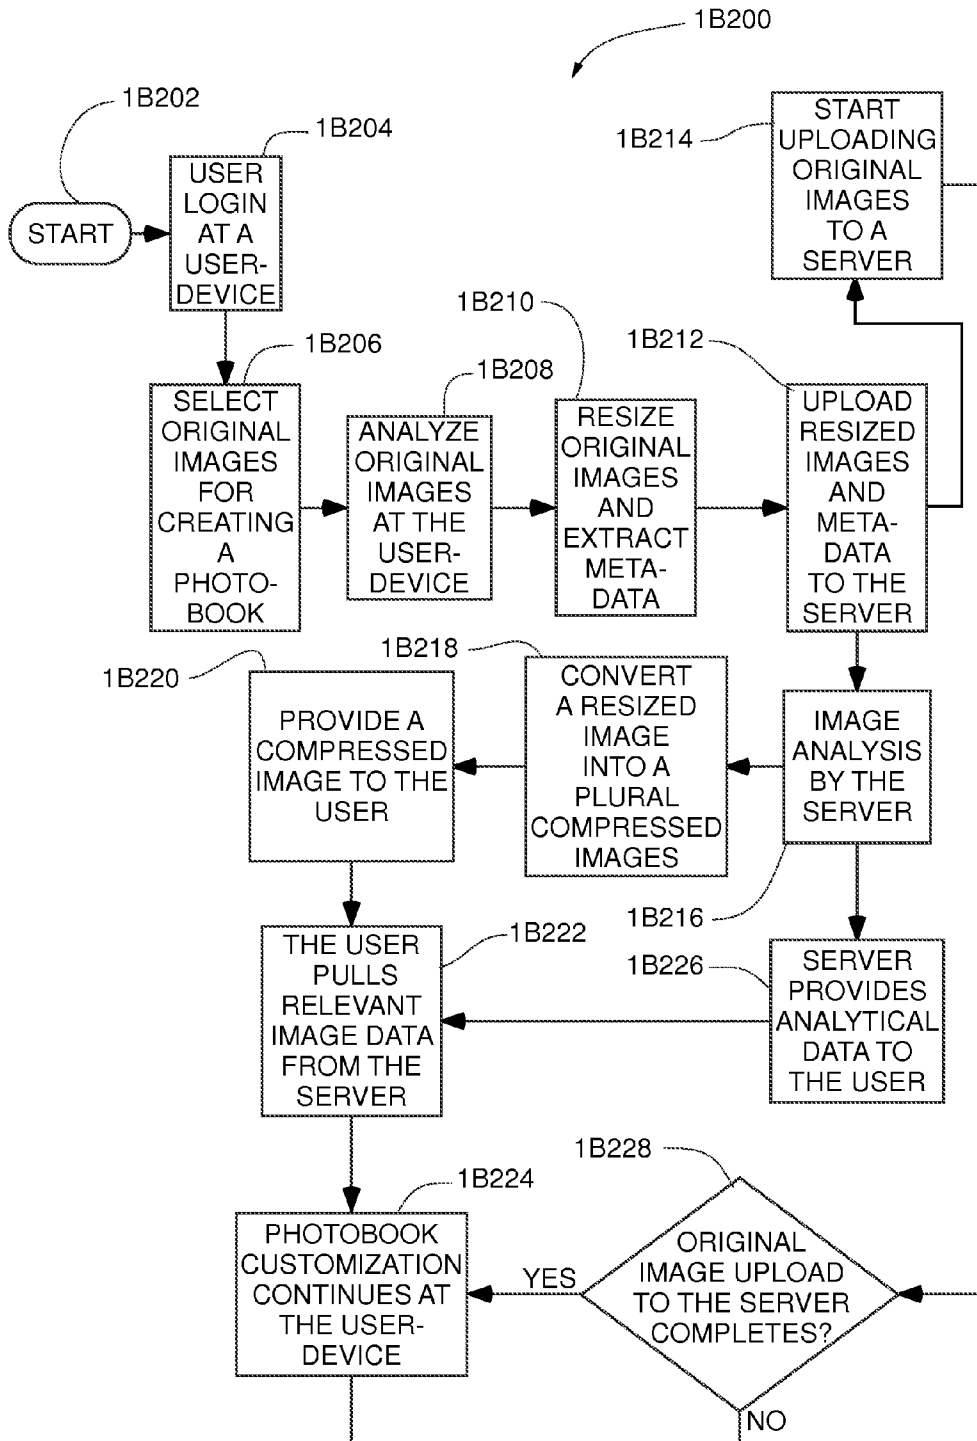 1B200
1B202
1B204
START
USER
LOGIN
AT A
USER-
DEVICE
1B214
START
UPLOADING
ORIGINAL
IMAGES
TO A
SERVER
1B206
SELECT
ORIGINAL
IMAGES
FOR
CREATING
A
PHOTO-
BOOK
1B208
ANALYZE
ORIGINAL
IMAGES
AT THE
USER-
DEVICE
1B210
RESIZE
ORIGINAL
IMAGES
AND
EXTRACT
META-
DATA
1B212
UPLOAD
RESIZED
IMAGES
AND
META-
DATA
TO THE
SERVER
1B220
PROVIDE A
COMPRESSED
IMAGE TO THE
USER
1B218
CONVERT
A RESIZED
IMAGE
INTO A
PLURAL
COMPRESSED
IMAGES
IMAGE
ANALYSIS
BY THE
SERVER
1B216
1B222
THE USER
PULLS
RELEVANT
IMAGE DATA
FROM THE
SERVER
1B226
SERVER
PROVIDES
ANALYTICAL
DATA TO
THE USER
1B224
PHOTOBOOK
CUSTOMIZATION
CONTINUES AT
THE USER-
DEVICE
YES
1B228
ORIGINAL
IMAGE UPLOAD
TO THE SERVER
COMPLETES?
NO